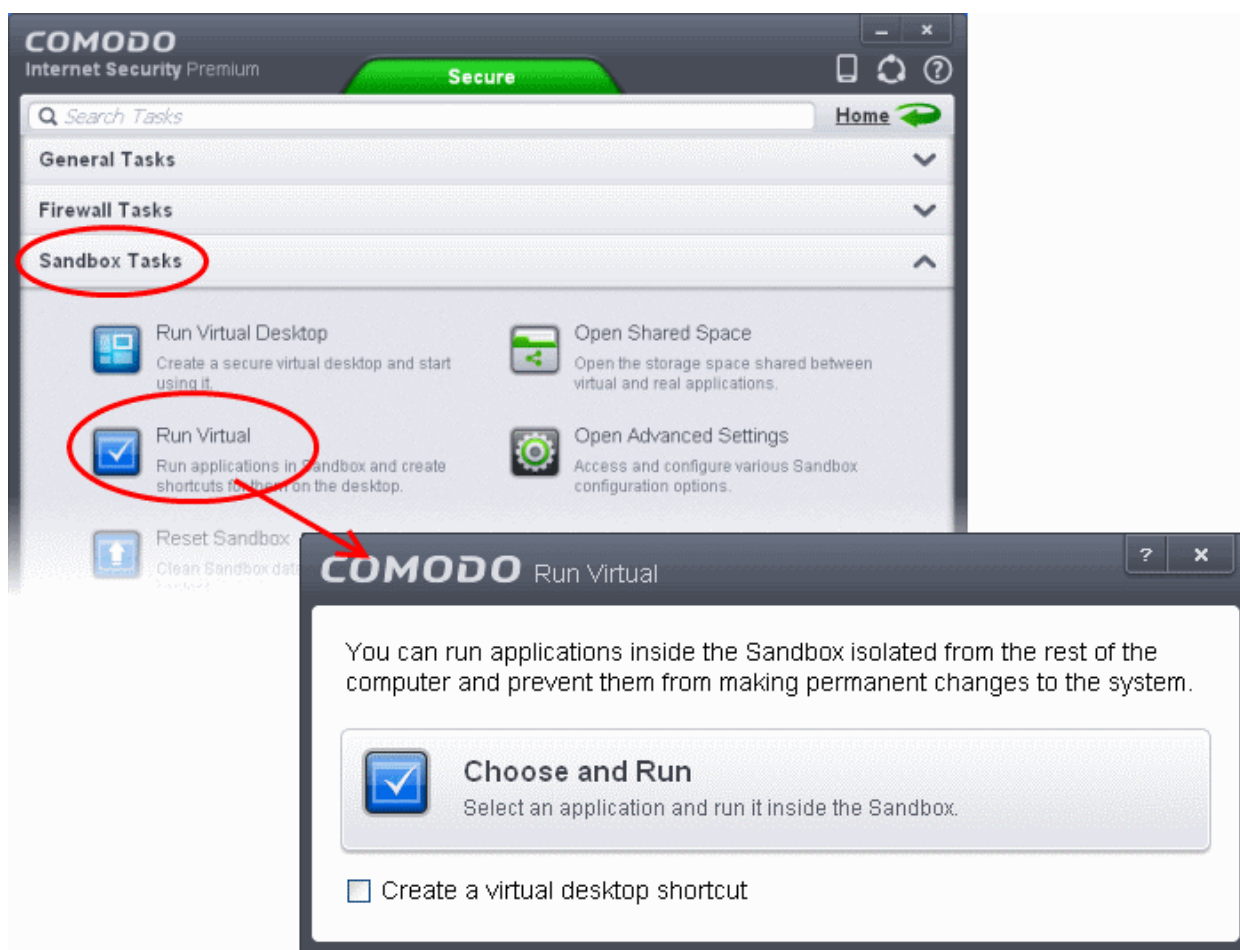 COMODO
Internet Security Premium
Secure
Search Tasks
Home
General Tasks
Firewall Tasks
Sandbox Tasks
Run Virtual Desktop
Create a secure virtual desktop and start
using it.
Open Shared Space
Open the storage space shared between
virtual and real applications.
Run Virtual
Run applications in Sandbox and create
shortcuts for them on the desktop.
Open Advanced Settings
Access and configure various Sandbox
configuration options.
Reset Sandbox
Clean Sandbox
COMODO Run Virtual
You can run applications inside the Sandbox isolated from the rest of the
computer and prevent them from making permanent changes to the system.
Choose and Run
Select an application and run it inside the Sandbox.
Create a virtual desktop shortcut